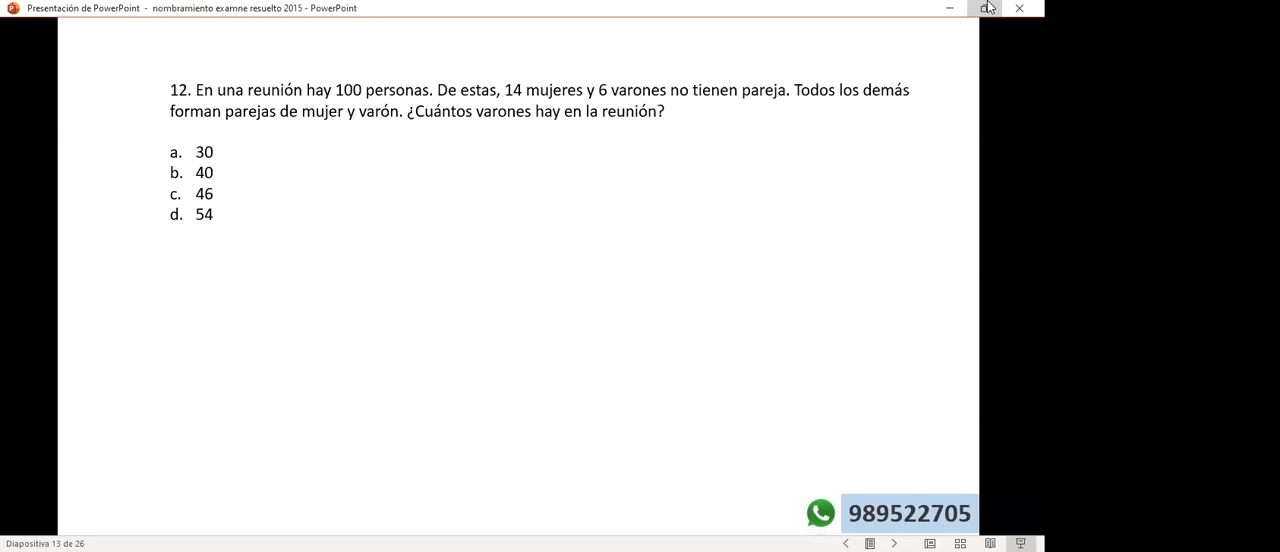 Presentación de PowerPoint - nombramiento examne resuelto 2015 - PowerPoint
12. En una reunión hay 100 personas. De estas, 14 mujeres y 6 varones no tienen pareja. Todos los demás
forman parejas de mujer y varón. ¿Cuántos varones hay en la reunión?
a. 30
b. 40
c. 46
d. 54
989522705
Diapositiva 13 de 26